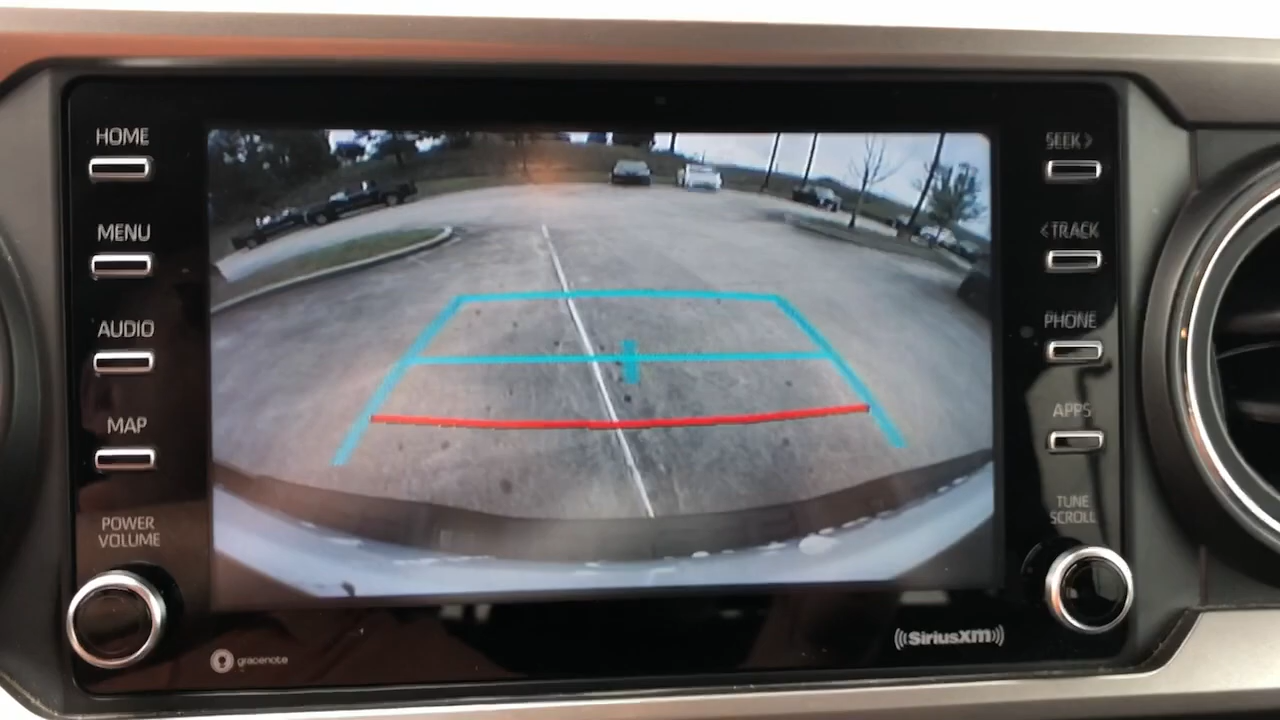 HOME
MENU
AUDIO
MAP
POWER
VOLUME
gracenote
SEEK >
< TRACK
PHONE
APPS
TUNE
SCROLL
((SiriusXM))